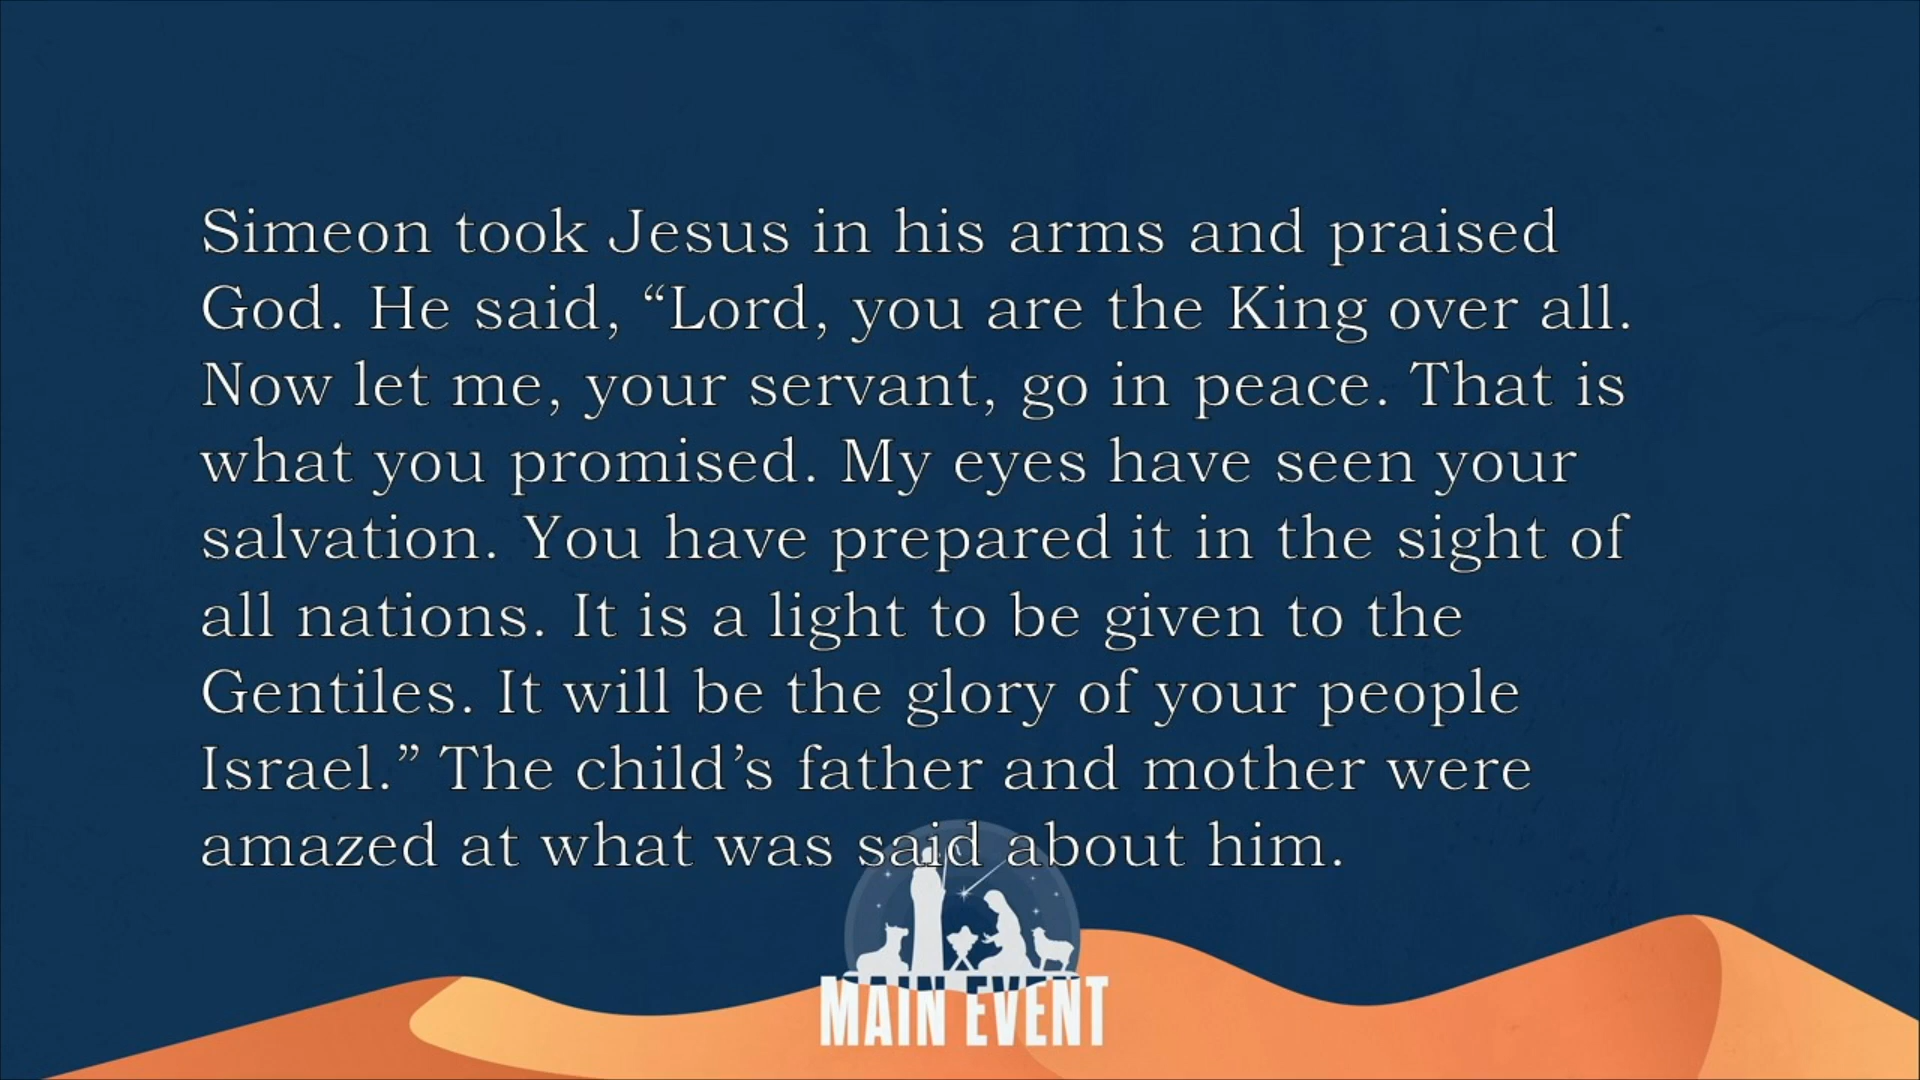 Simeon took Jesus in his arms and praised
God. He said, “Lord, you are the King over all.
Now let me, your servant, go in peace. That is
what you promised. My eyes have seen your
salvation. You have prepared it in the sight of
all nations. It is a light to be given to the
Gentiles. It will be the glory of your people
Israel.” The child’s father and mother were
amazed at what was said about him.
MAIN EVENT